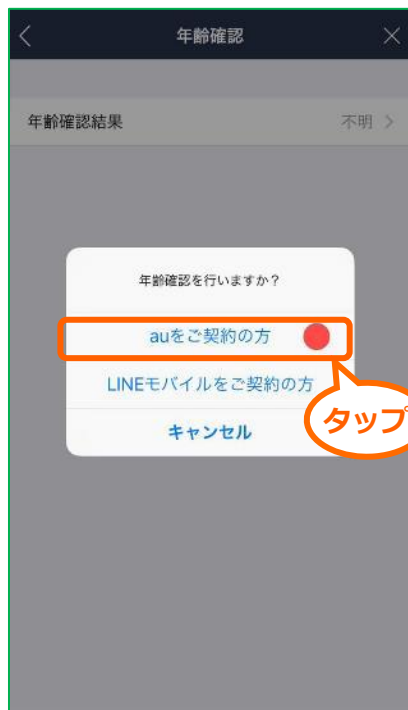 年齢確認
年齢確認結果 不明
年齢確認を行いますか?
auをご契約の方
LINEモバイルをご契約の方
タップ
キャンセル